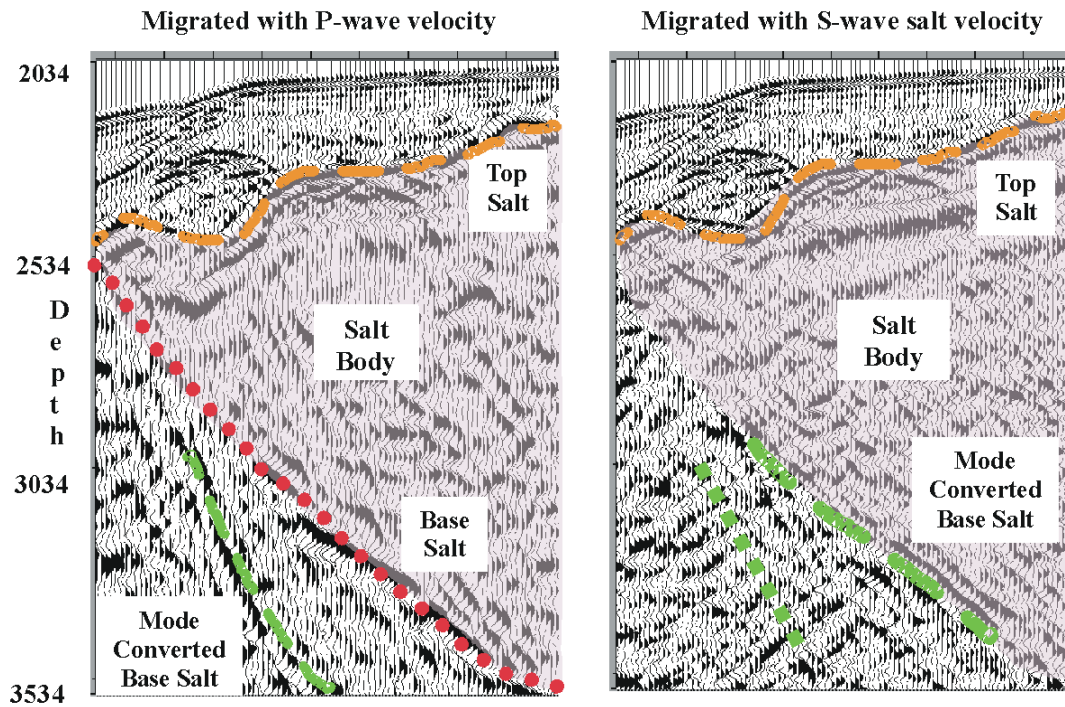 Migrated with P-wave velocity
Migrated with S-wave salt velocity
2034
2534
Depth
3034
3534
Top
Salt
Salt
Body
Base
Salt
Mode
Converted
Base Salt
Top
Salt
Salt
Body
Mode
Converted
Base Salt